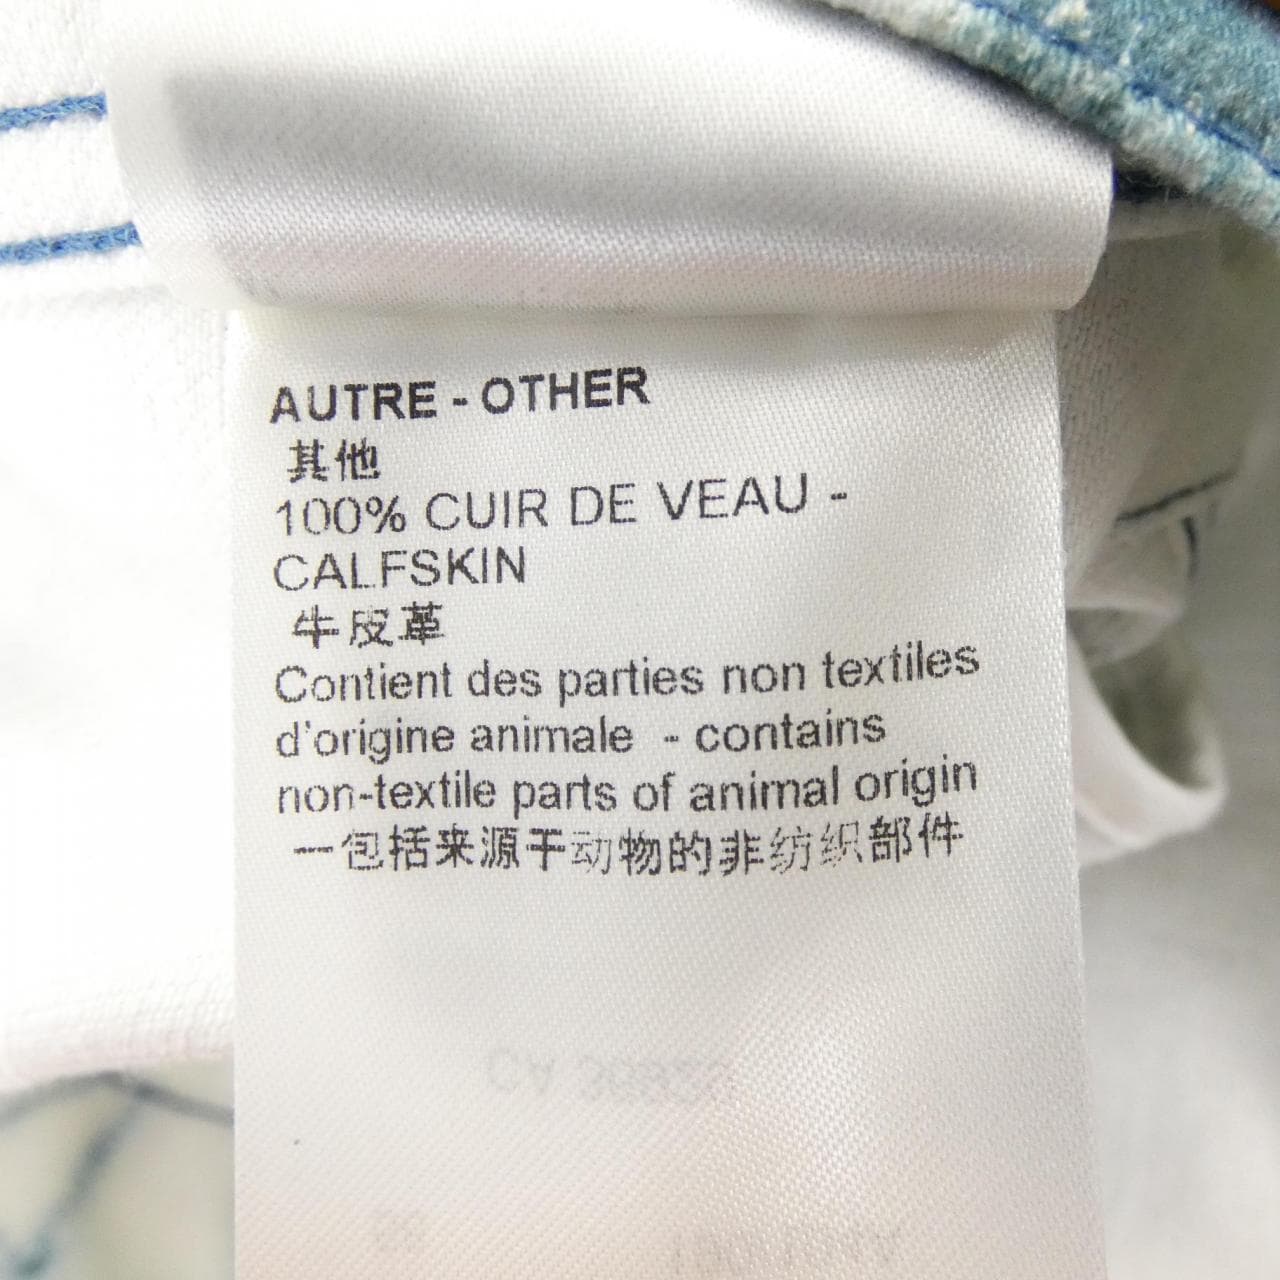 AUTRE - OTHER
其他
100% CUIR DE VEAU -
CALFSKIN
牛皮革
Contient des parties non textiles
d'origine animale - contains
non-textile parts of animal origin
一包括来源于动物的非纺织部件